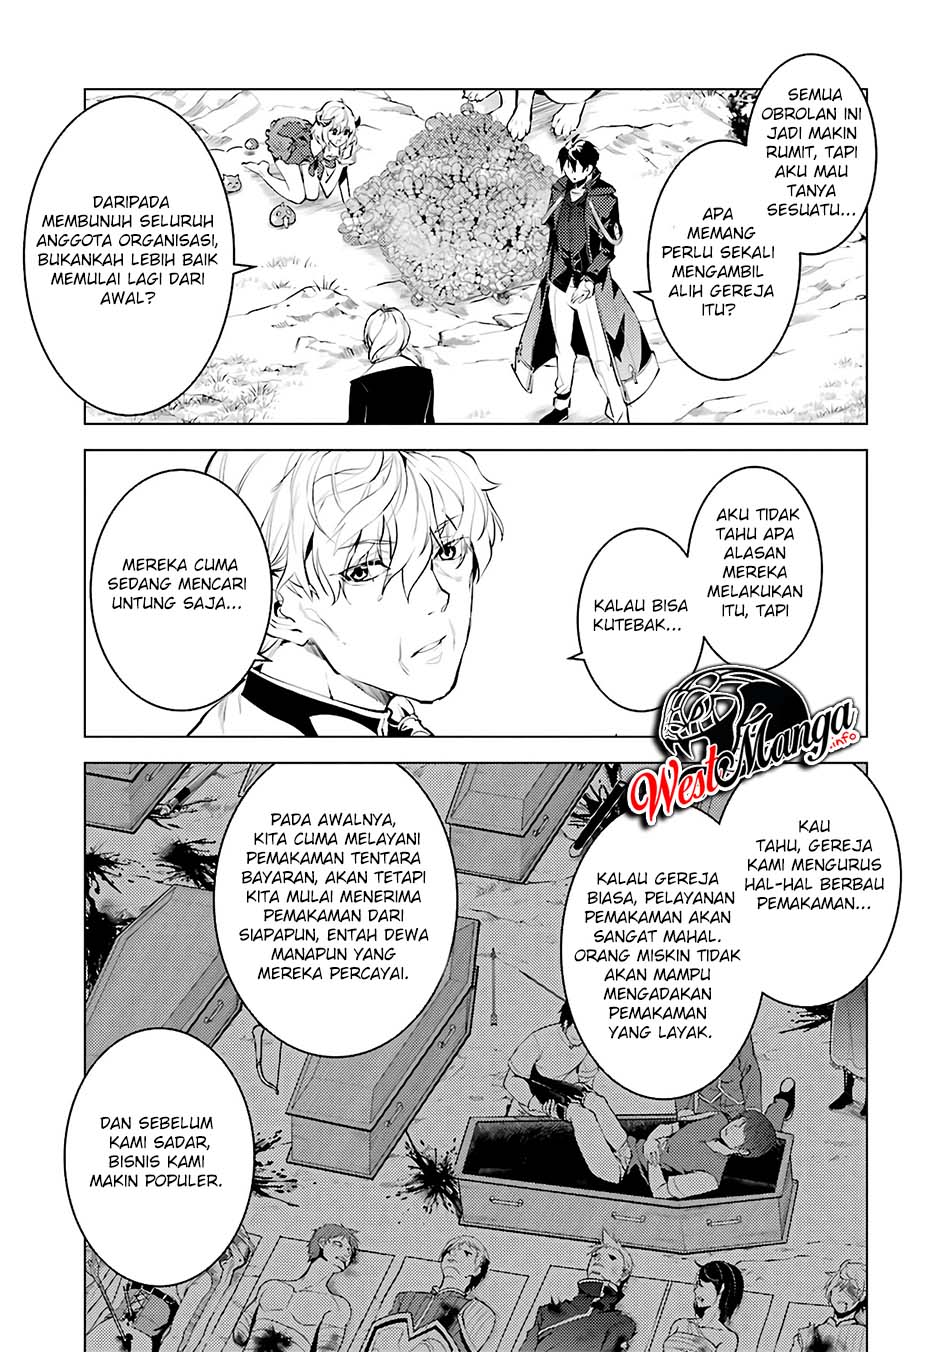 SEMUA
OBROLAN INI
JADI MAKIN
RUMIT, TAPI
AKU MAU
TANYA
SESUATU...
APA
MEMANG
PERLU SEKALI
MENGAMBIL
ALIH GEREJA
ITU?
DARIPADA
MEMBUNUH SELURUH
ANGGOTA ORGANISASI,
BUKANKAH LEBIH BAIK
MEMULAI LAGI DARI
AWAL?
AKU TIDAK
TAHU APA
ALASAN
MEREKA
MELAKUKAN
ITU, TAPI
KALAU BISA
KUTEBAK...
MEREKA CUMA
SEDANG MENCARI
UNTUNG SAJA...
WestManga
.info
KAU
TAHU, GEREJA
KAMI MENGURUS
HAL-HAL BERBAU
PEMAKAMAN...
KALAU GEREJA
BIASA, PELAYANAN
PEMAKAMAN AKAN
SANGAT MAHAL.
ORANG MISKIN TIDAK
AKAN MAMPU
MENGADAKAN
PEMAKAMAN
YANG LAYAK.
PADA AWALNYA,
KITA CUMA MELAYANI
PEMAKAMAN TENTARA
BAYARAN, AKAN TETAPI
KITA MULAI MENERIMA
PEMAKAMAN DARI
SIAPAPUN, ENTAH DEWA
MANAPUN YANG
MEREKA PERCAYAI.
DAN SEBELUM
KAMI SADAR,
BISNIS KAMI
MAKIN POPULER.